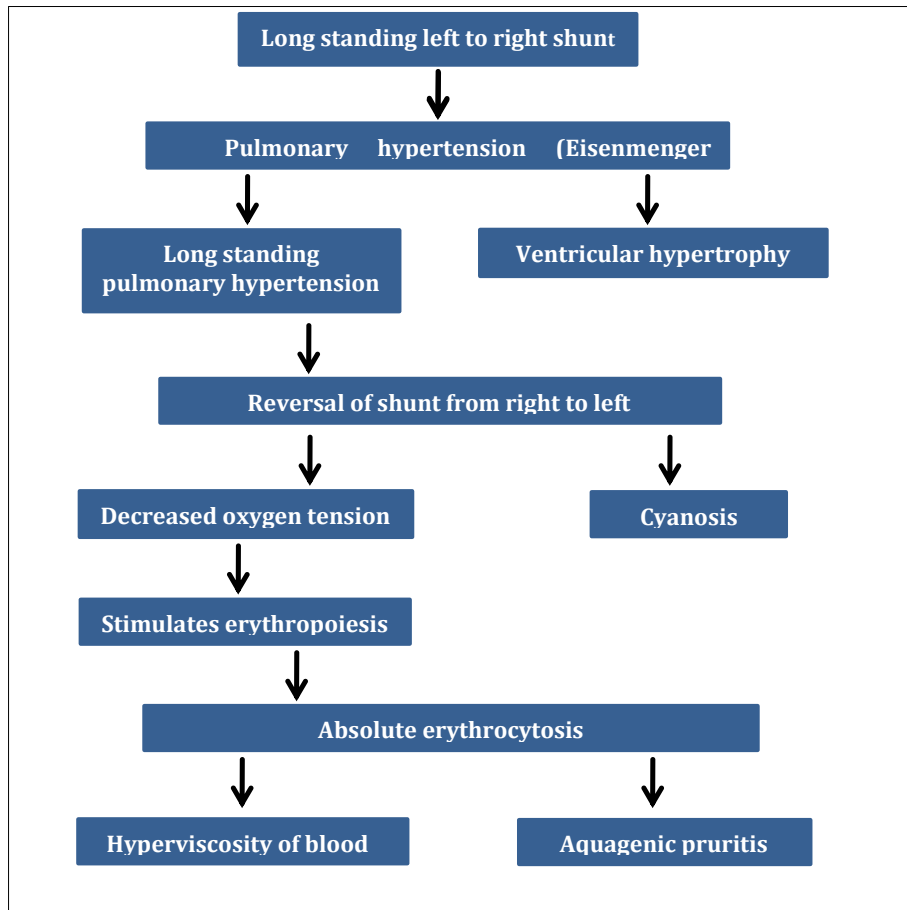 Long standing left to right shunt
Pulmonary hypertension (Eisenmenger
Long standing
pulmonary hypertension
Ventricular hypertrophy
Reversal of shunt from right to left
Decreased oxygen tension
Cyanosis
Stimulates erythropoiesis
Absolute erythrocytosis
Hyperviscosity of blood
Aquagenic pruritis